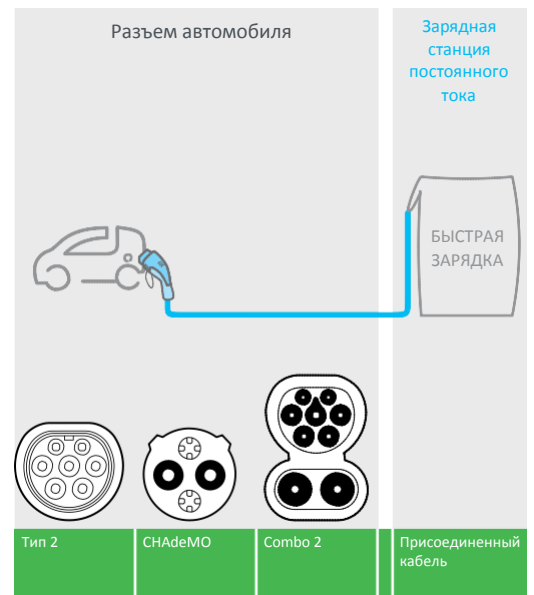 Разъем автомобиля
Зарядная
станция
постоянного
тока
БЫСТРАЯ
ЗАРЯДКА
Тип 2
CHAdeMO
Combo 2
Присоединенный
кабель